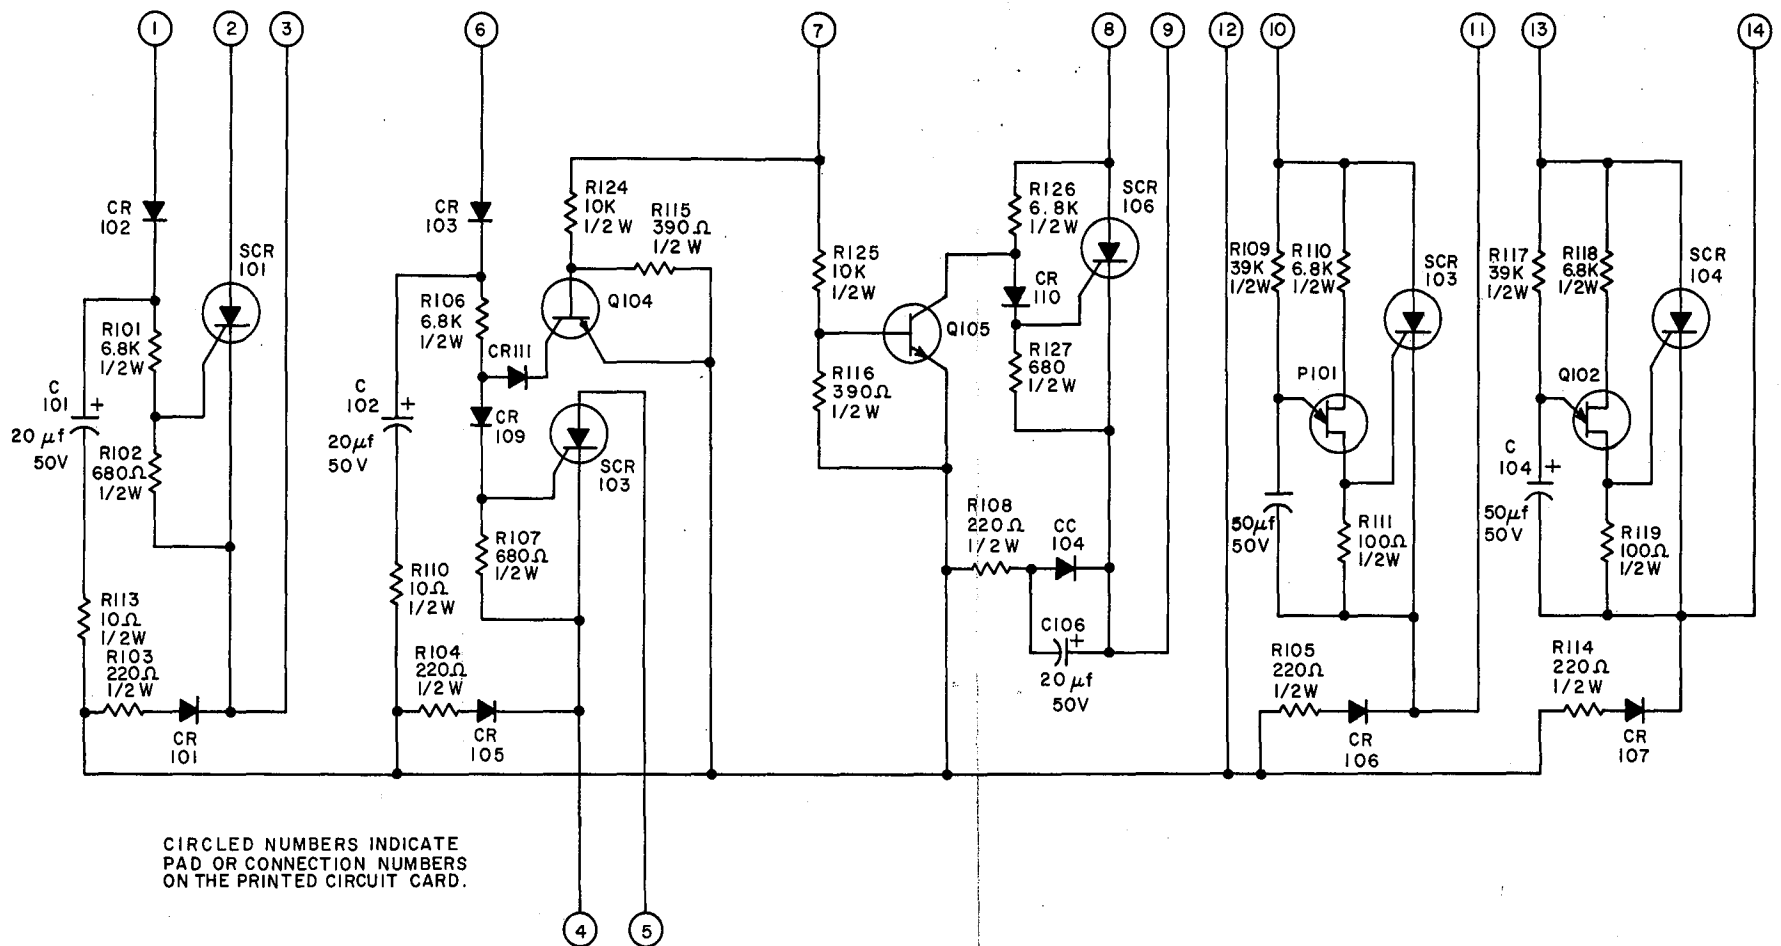 1
2
3
6
7
8
9
12
10
11
13
14
CR
102
SCR
101
R101
6.8K
1/2W
C
101
+
20 µf
50V
R102
680Ω
1/2W
R113
10Ω
1/2W
R103
220Ω
1/2W
CR
101
CR
103
R124
10K
1/2W
R115
390Ω
1/2 W
R106
6.8K
1/2W
Q104
CR111
C
102
+
20µf
50V
CR
109
SCR
103
R107
680Ω
1/2W
R110
10Ω
1/2W
R104
220Ω
1/2W
CR
105
R125
10K
1/2W
Q105
R116
390Ω
1/2W
R126
6.8K
1/2W
SCR
106
CR
110
R127
680
1/2W
R108
220Ω
1/2W
CC
104
C106
+
20 µf
50V
R109
39K
1/2W
R110
6.8K
1/2W
SCR
103
P101
50µf
50V
R111
100Ω
1/2W
R105
220Ω
1/2W
CR
106
R117
39K
1/2W
R118
6.8K
1/2W
SCR
104
Q102
C
104
+
50µf
50V
R119
100Ω
1/2W
R114
220Ω
1/2W
CR
107
CIRCLED NUMBERS INDICATE
PAD OR CONNECTION NUMBERS
ON THE PRINTED CIRCUIT CARD.
4
5